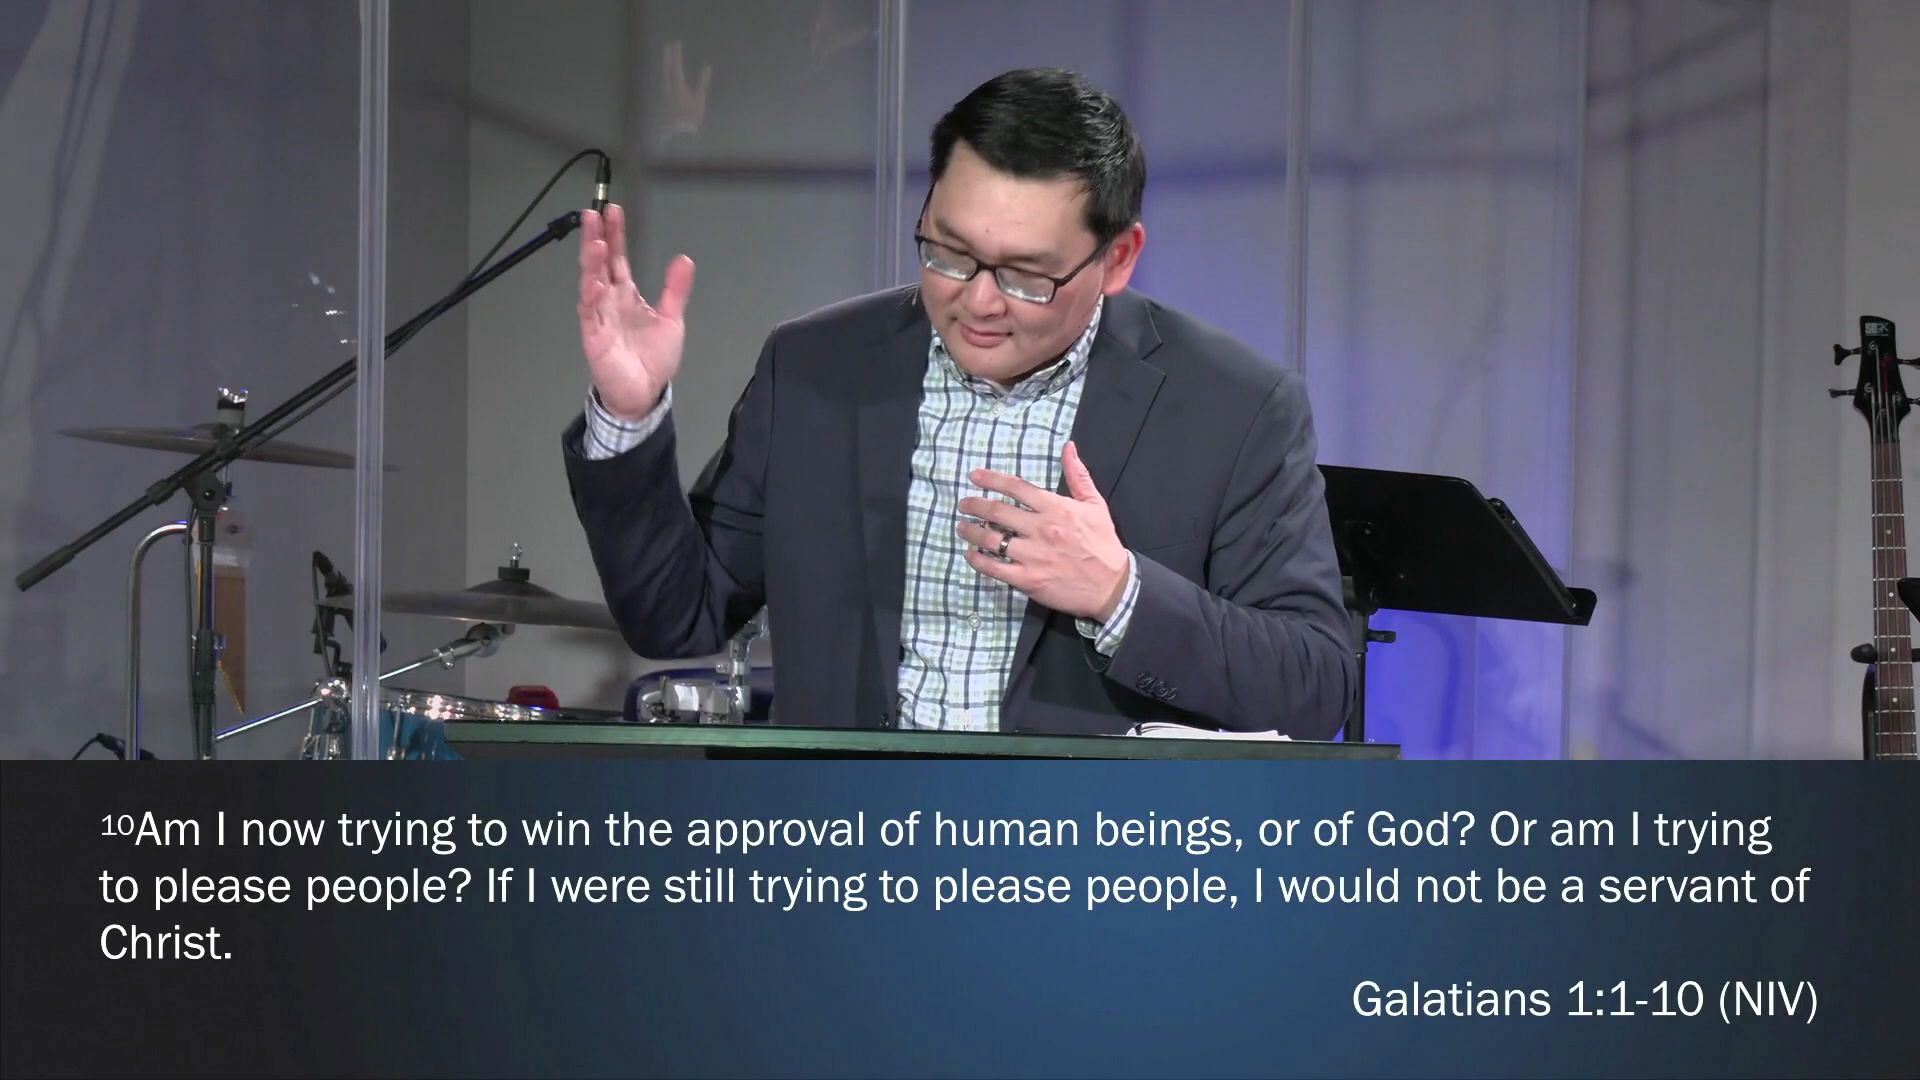 ¹⁰Am I now trying to win the approval of human beings, or of God? Or am I trying
to please people? If I were still trying to please people, I would not be a servant of
Christ.
Galatians 1:1-10 (NIV)